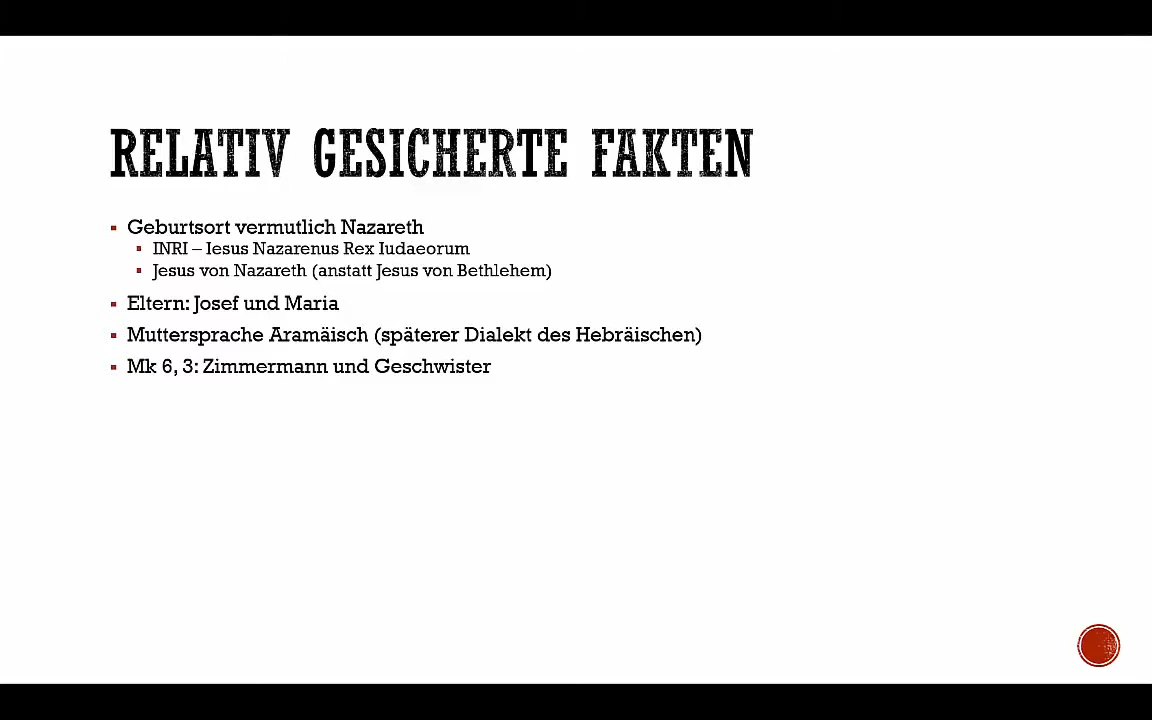 RELATIV GESICHERTE FAKTEN
Geburtsort vermutlich Nazareth
INRI – Iesus Nazarenus Rex Iudaeorum
Jesus von Nazareth (anstatt Jesus von Bethlehem)
Eltern: Josef und Maria
Muttersprache Aramäisch (späterer Dialekt des Hebräischen)
Mk 6, 3: Zimmermann und Geschwister